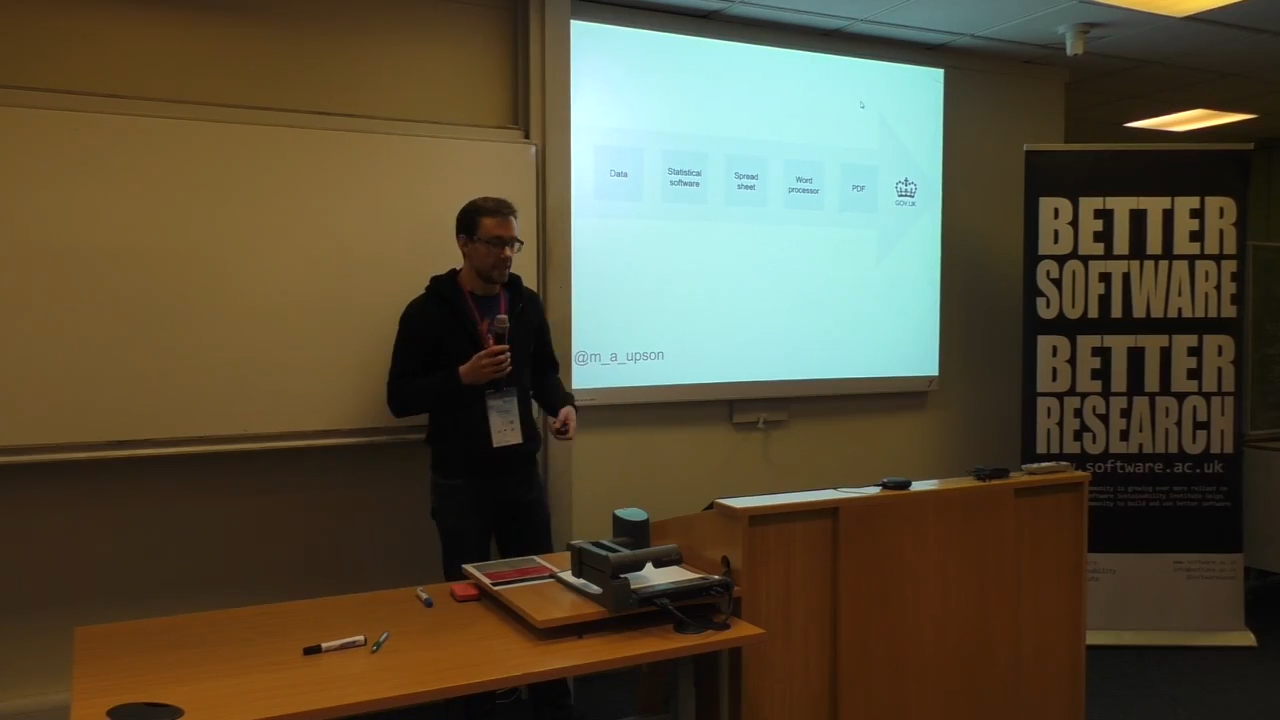 Data
Statistical
software
Spread
sheet
Word
processor
PDF
GOV.UK
@m_a_upson
BETTER
SOFTWARE
BETTER
RESEARCH
.software.ac.uk